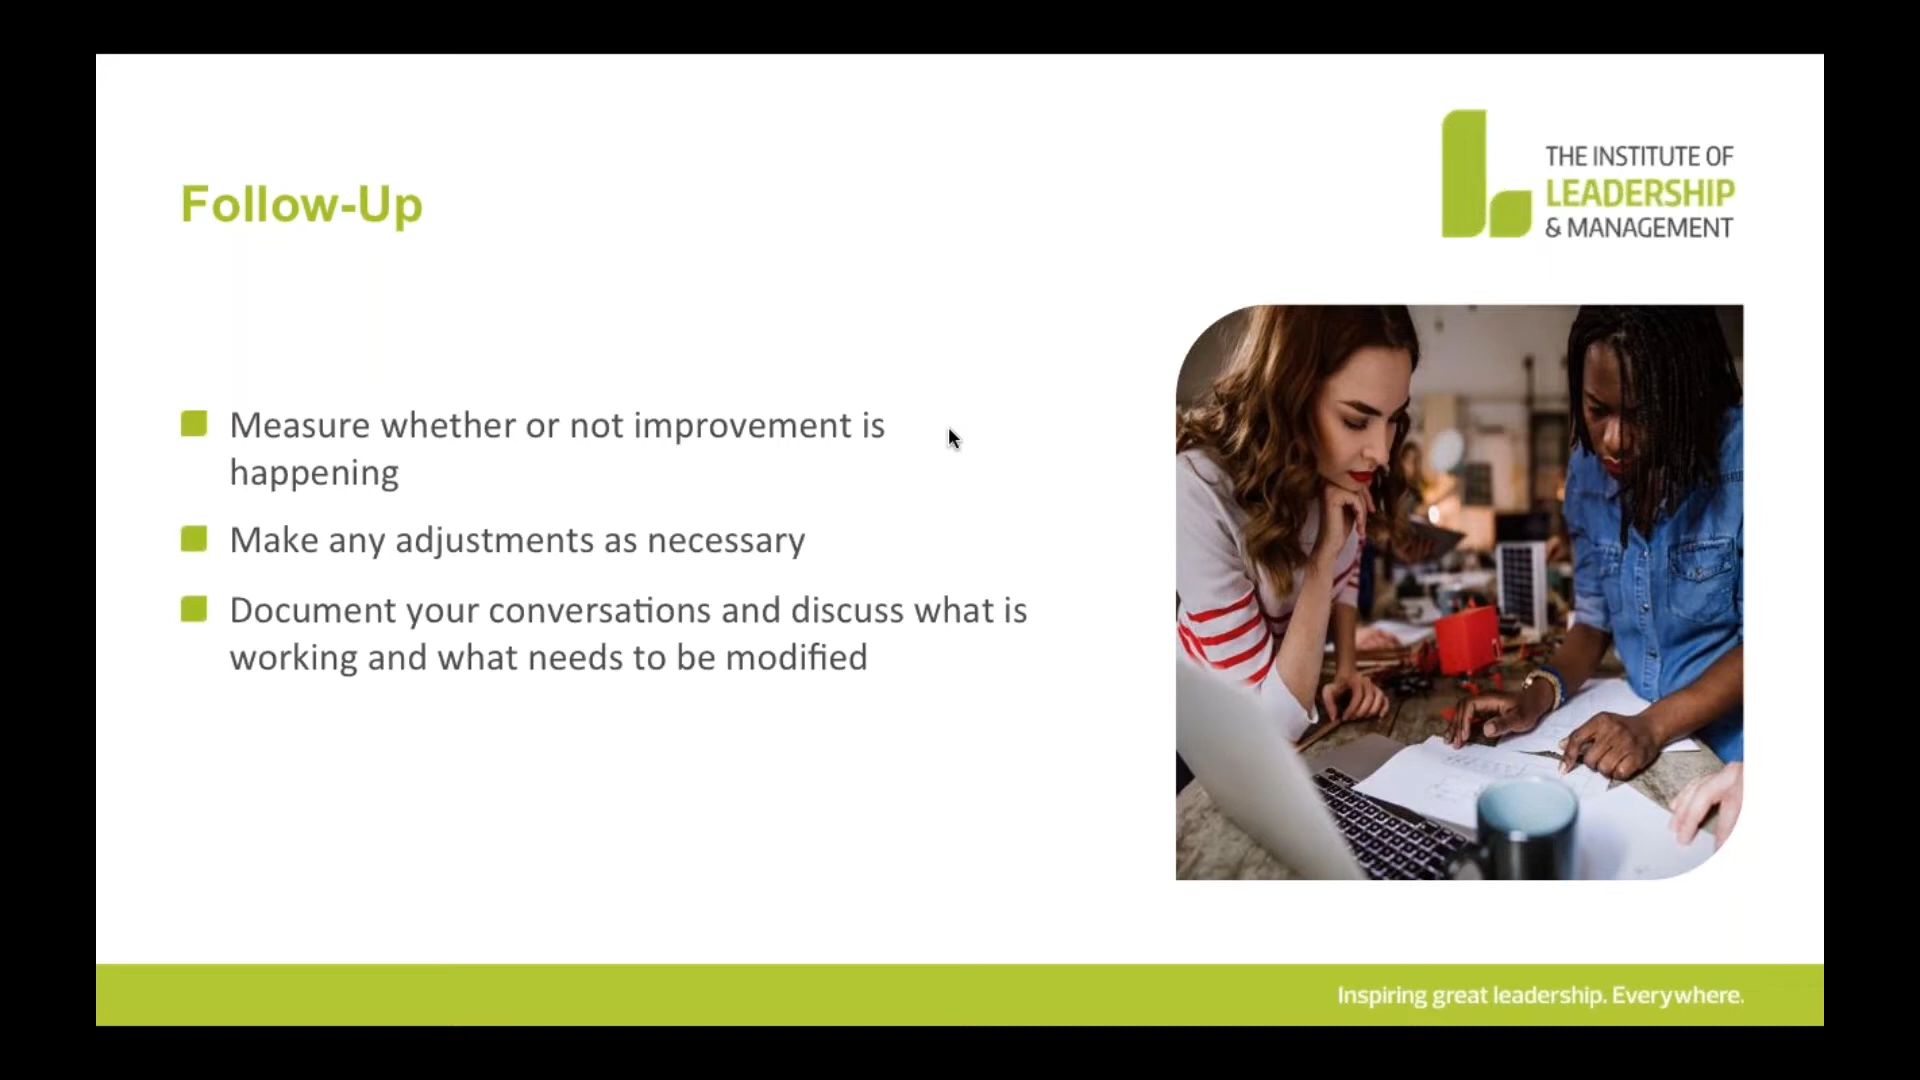 THE INSTITUTE OF
LEADERSHIP
& MANAGEMENT
Follow-Up
Measure whether or not improvement is
happening
Make any adjustments as necessary
Document your conversations and discuss what is
working and what needs to be modified
Inspiring great leadership. Everywhere.